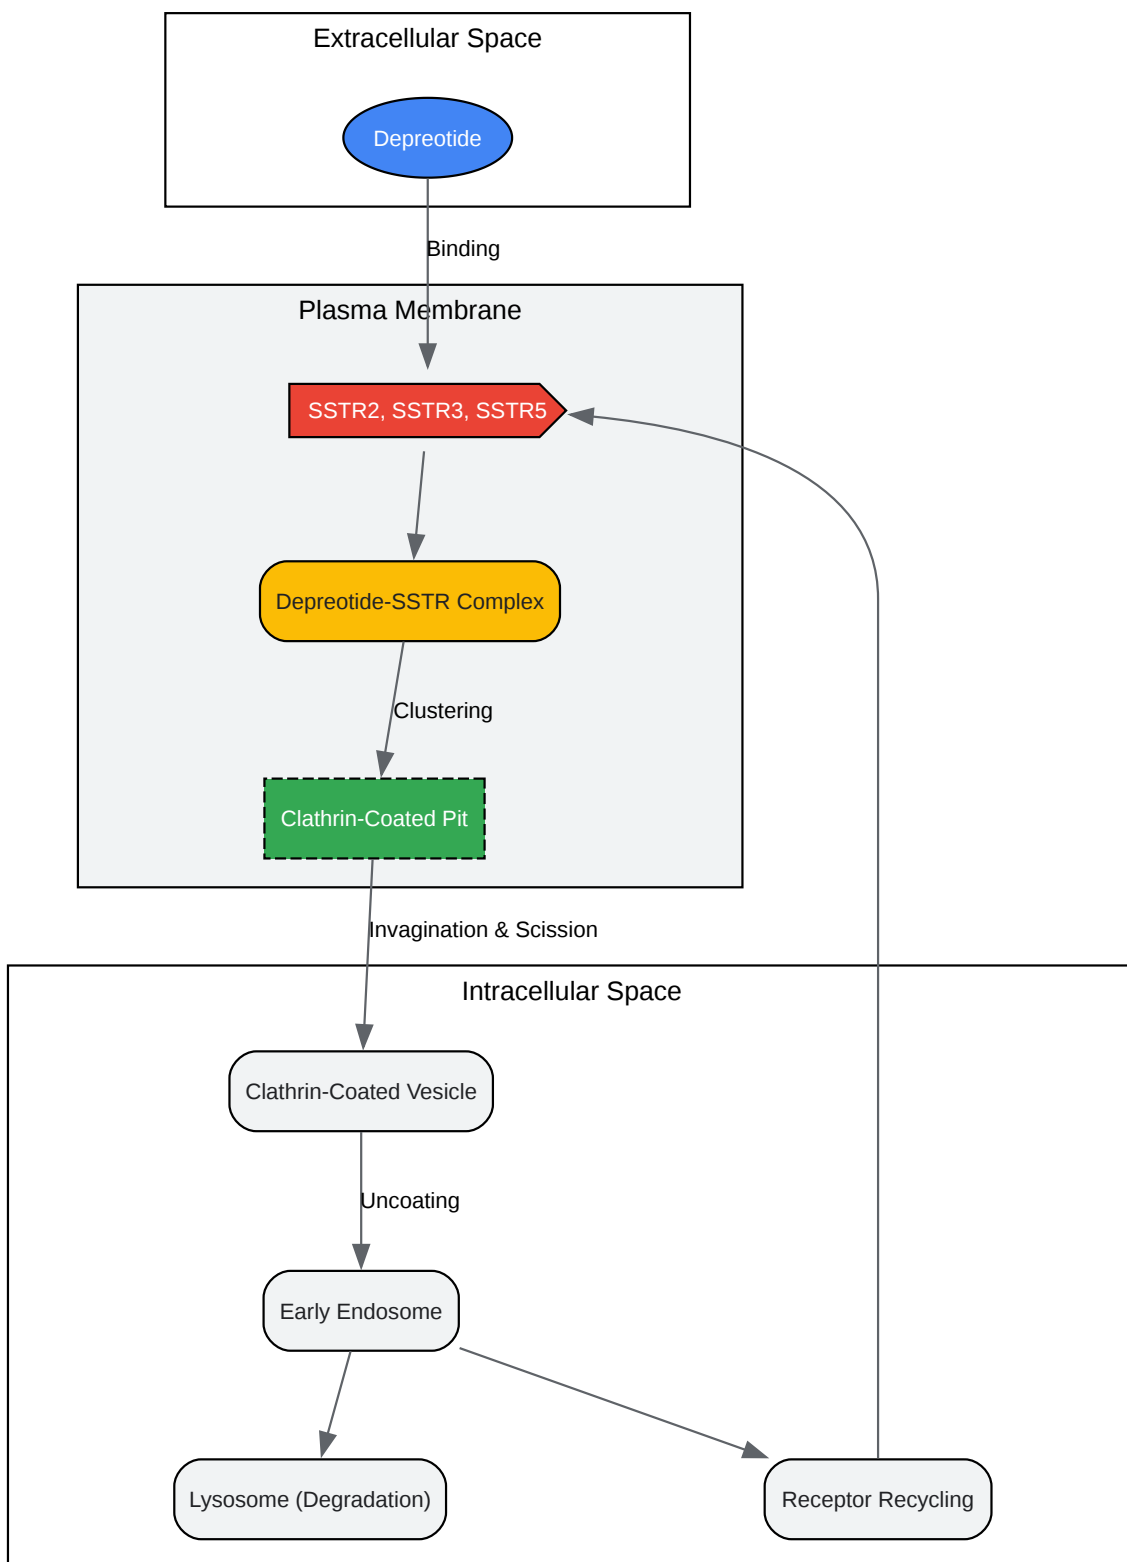 Extracellular Space
Depreotide
Binding
Plasma Membrane
SSTR2, SSTR3, SSTR5
Depreotide-SSTR Complex
Clustering
Clathrin-Coated Pit
Invagination & Scission
Intracellular Space
Clathrin-Coated Vesicle
Uncoating
Early Endosome
Lysosome (Degradation)
Receptor Recycling